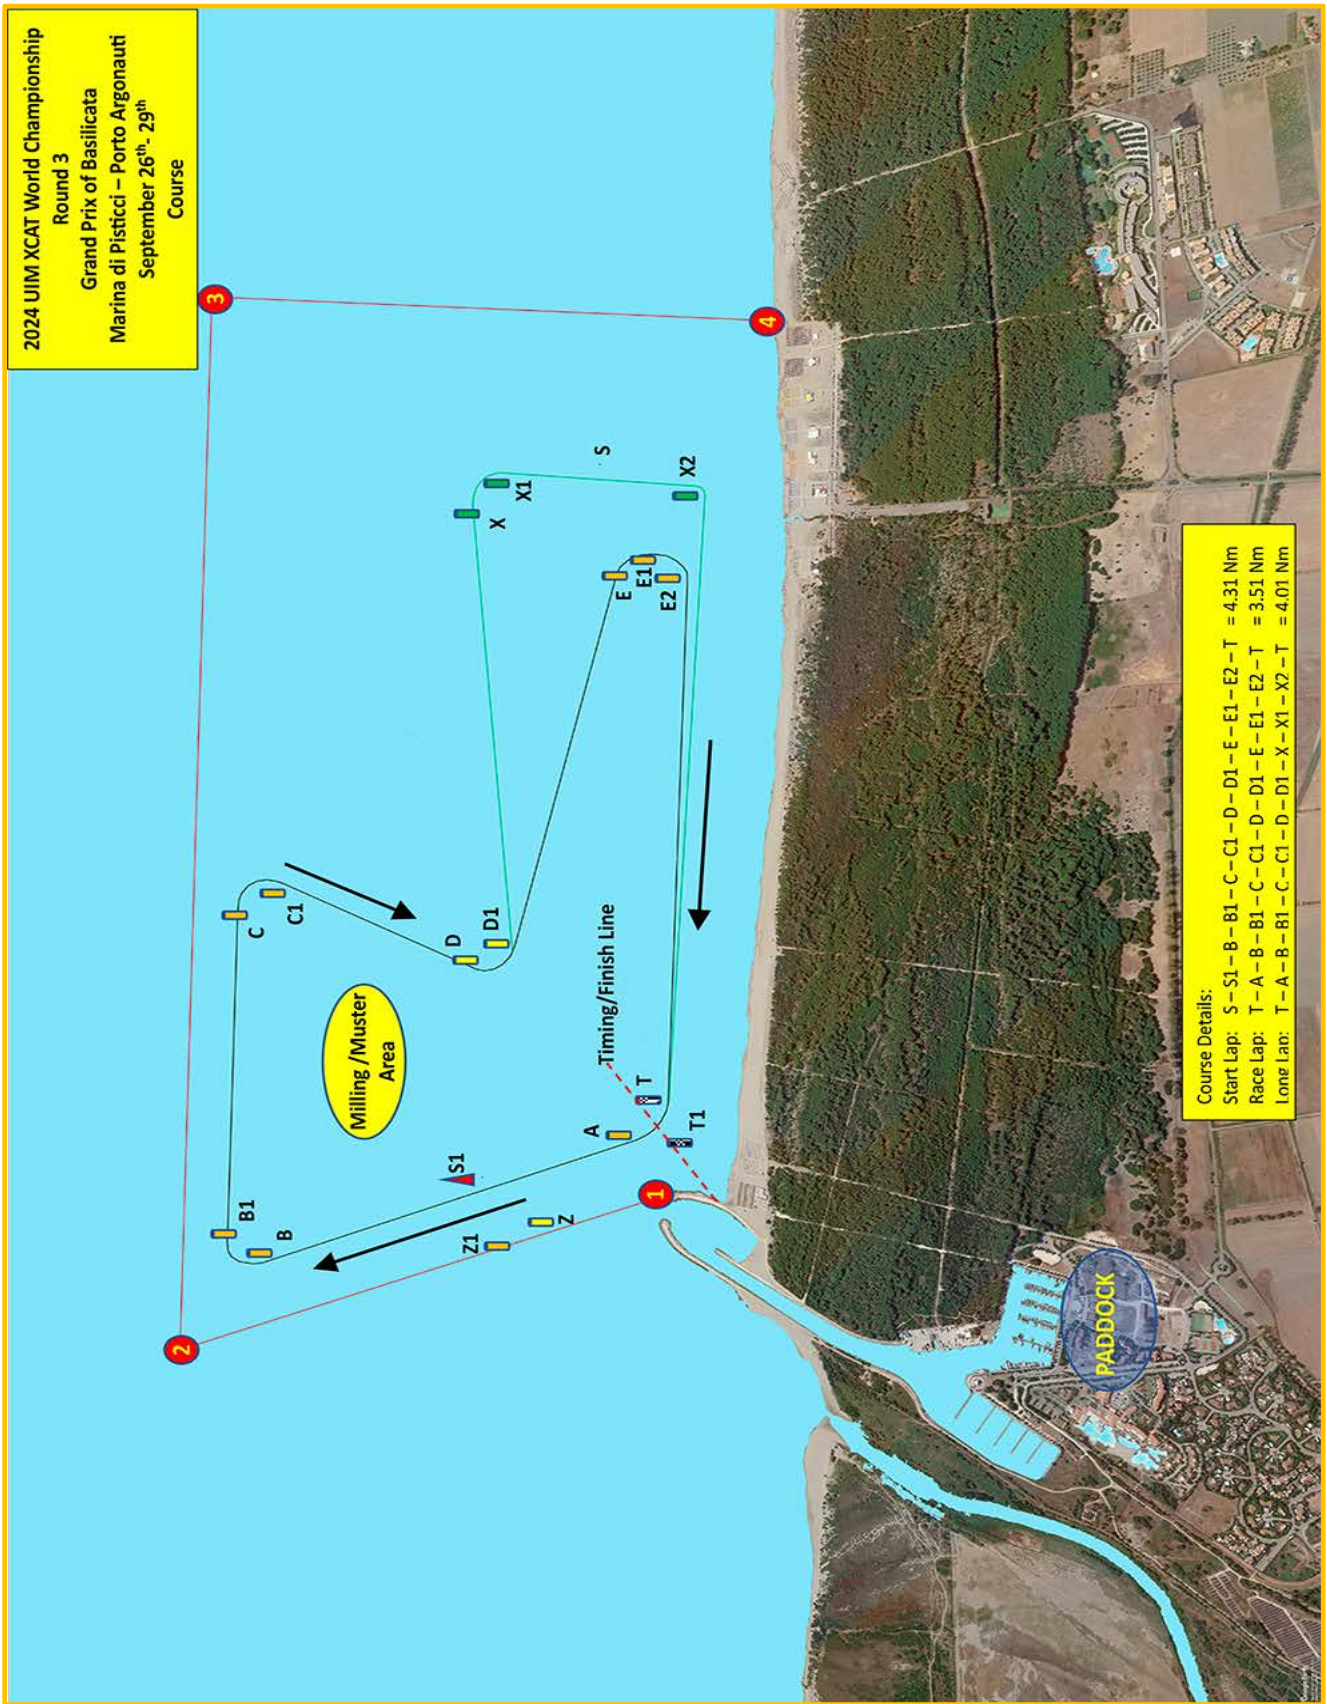 2024 UIM XCAT World Championship
Round 3
Grand Prix of Basilicata
Marina di Pisticci – Porto Argonauti
September 26th- 29th
Course
3
4
2
1
S
X
X1
X2
E
E1
E2
C
C1
D
D1
Milling /Muster
Area
Timing/Finish Line
T
T1
A
S1
B1
B
Z1
Z
PADDOCK
Course Details:
Start Lap: S – S1 – B – B1 – C – C1 – D – D1 – E – E1 – E2 – T = 4.31 Nm
Race Lap: T – A – B – B1 – C – C1 – D – D1 – E – E1 – E2 – T = 3.51 Nm
Long Lap: T – A – B – B1 – C – C1 – D – D1 – X – X1 – X2 – T = 4.01 Nm